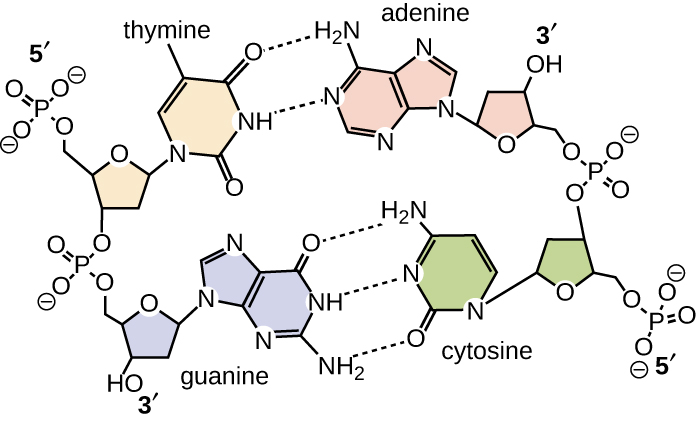 thymine
adenine
5′
3′
O
H₂N
N
OH
O
P
O
⊖
O
⊖
O
N
NH
N
N
N
O
O
N
O
O
⊖
O
P
O
O
O
P
O
O
⊖
O
H₂N
N
O
N
NH
N
N
N
O
O
P
O
O
⊖
O
⊖
O
N
NH₂
O
cytosine
guanine
HO
3′
5′